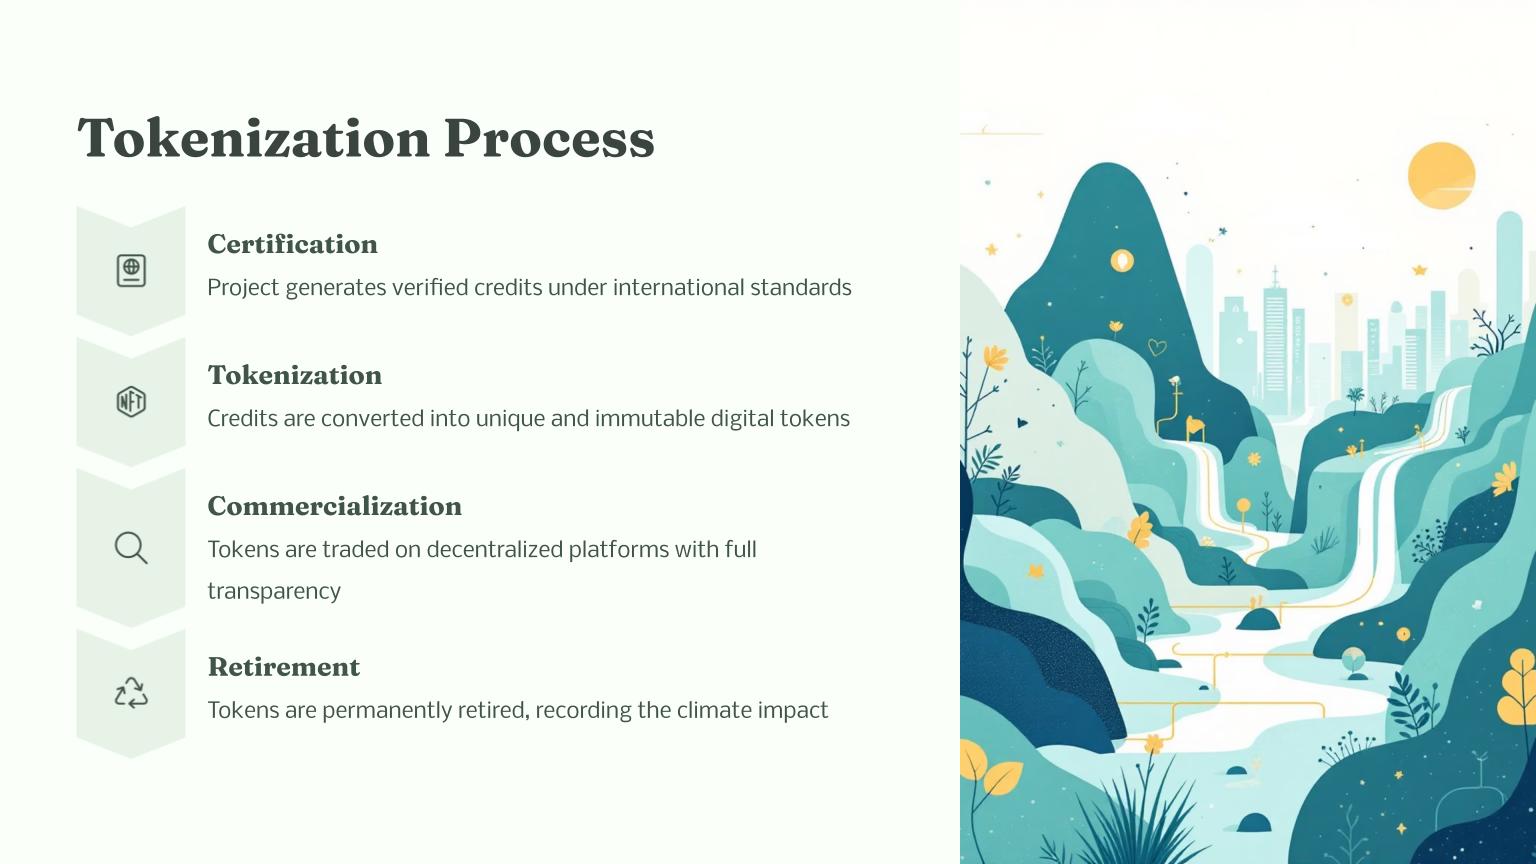 Tokenization Process
Certification
Project generates verified credits under international standards
NFT
Tokenization
Credits are converted into unique and immutable digital tokens
Commercialization
Tokens are traded on decentralized platforms with full
transparency
Retirement
Tokens are permanently retired, recording the climate impact